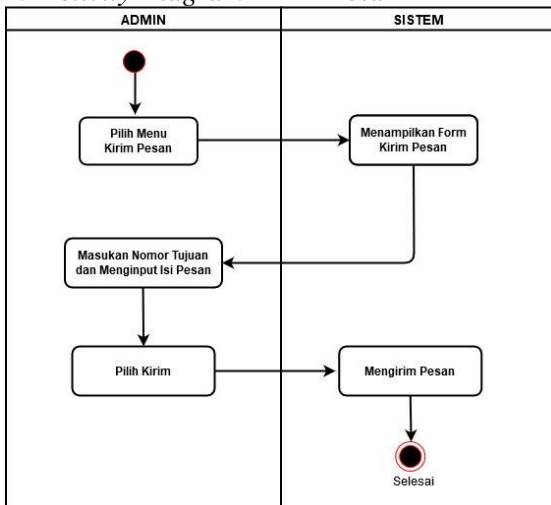 ADMIN
SISTEM
Pilih Menu
Kirim Pesan
Menampilkan Form
Kirim Pesan
Masukan Nomor Tujuan
dan Menginput Isi Pesan
Pilih Kirim
Mengirim Pesan
Selesai